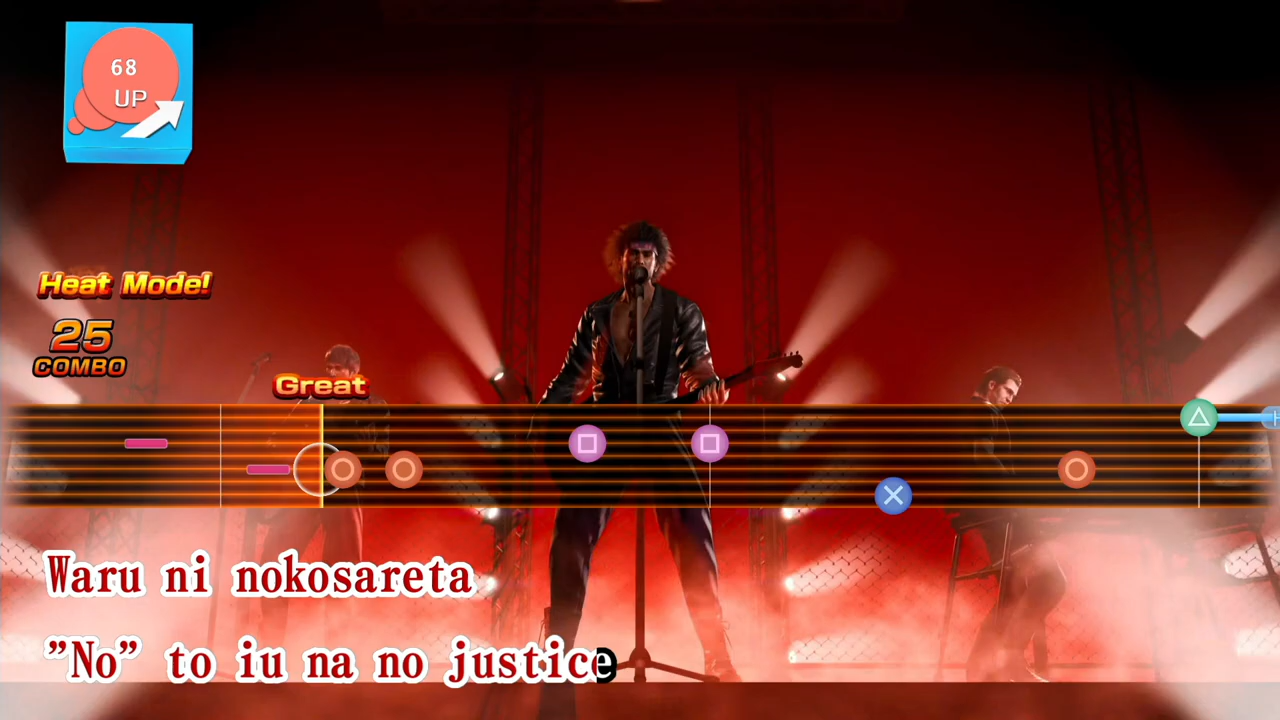 68
UP
Heat Mode!
25
COMBO
Great
Waru ni nokosareta
"No" to iu na no justice